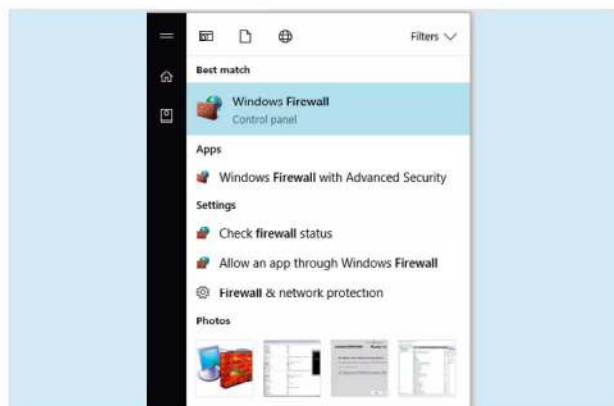 Filters
Best match
Windows Firewall
Control panel
Apps
Windows Firewall with Advanced Security
Settings
Check firewall status
Allow an app through Windows Firewall
Firewall & network protection
Photos